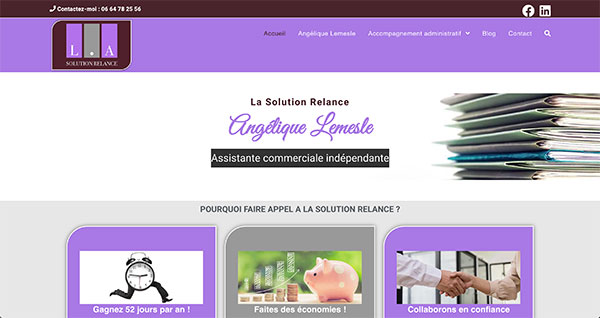 Contactez-moi : 06 64 78 25 56
L.A
SOLUTION RELANCE
Accueil Angélique Lemesle Accompagnement administratif Blog Contact
La Solution Relance
Angélique Lemesle
Assistante commerciale indépendante
POURQUOI FAIRE APPEL A LA SOLUTION RELANCE ?
Gagnez 52 jours par an !
Faites des économies !
Collaborons en confiance